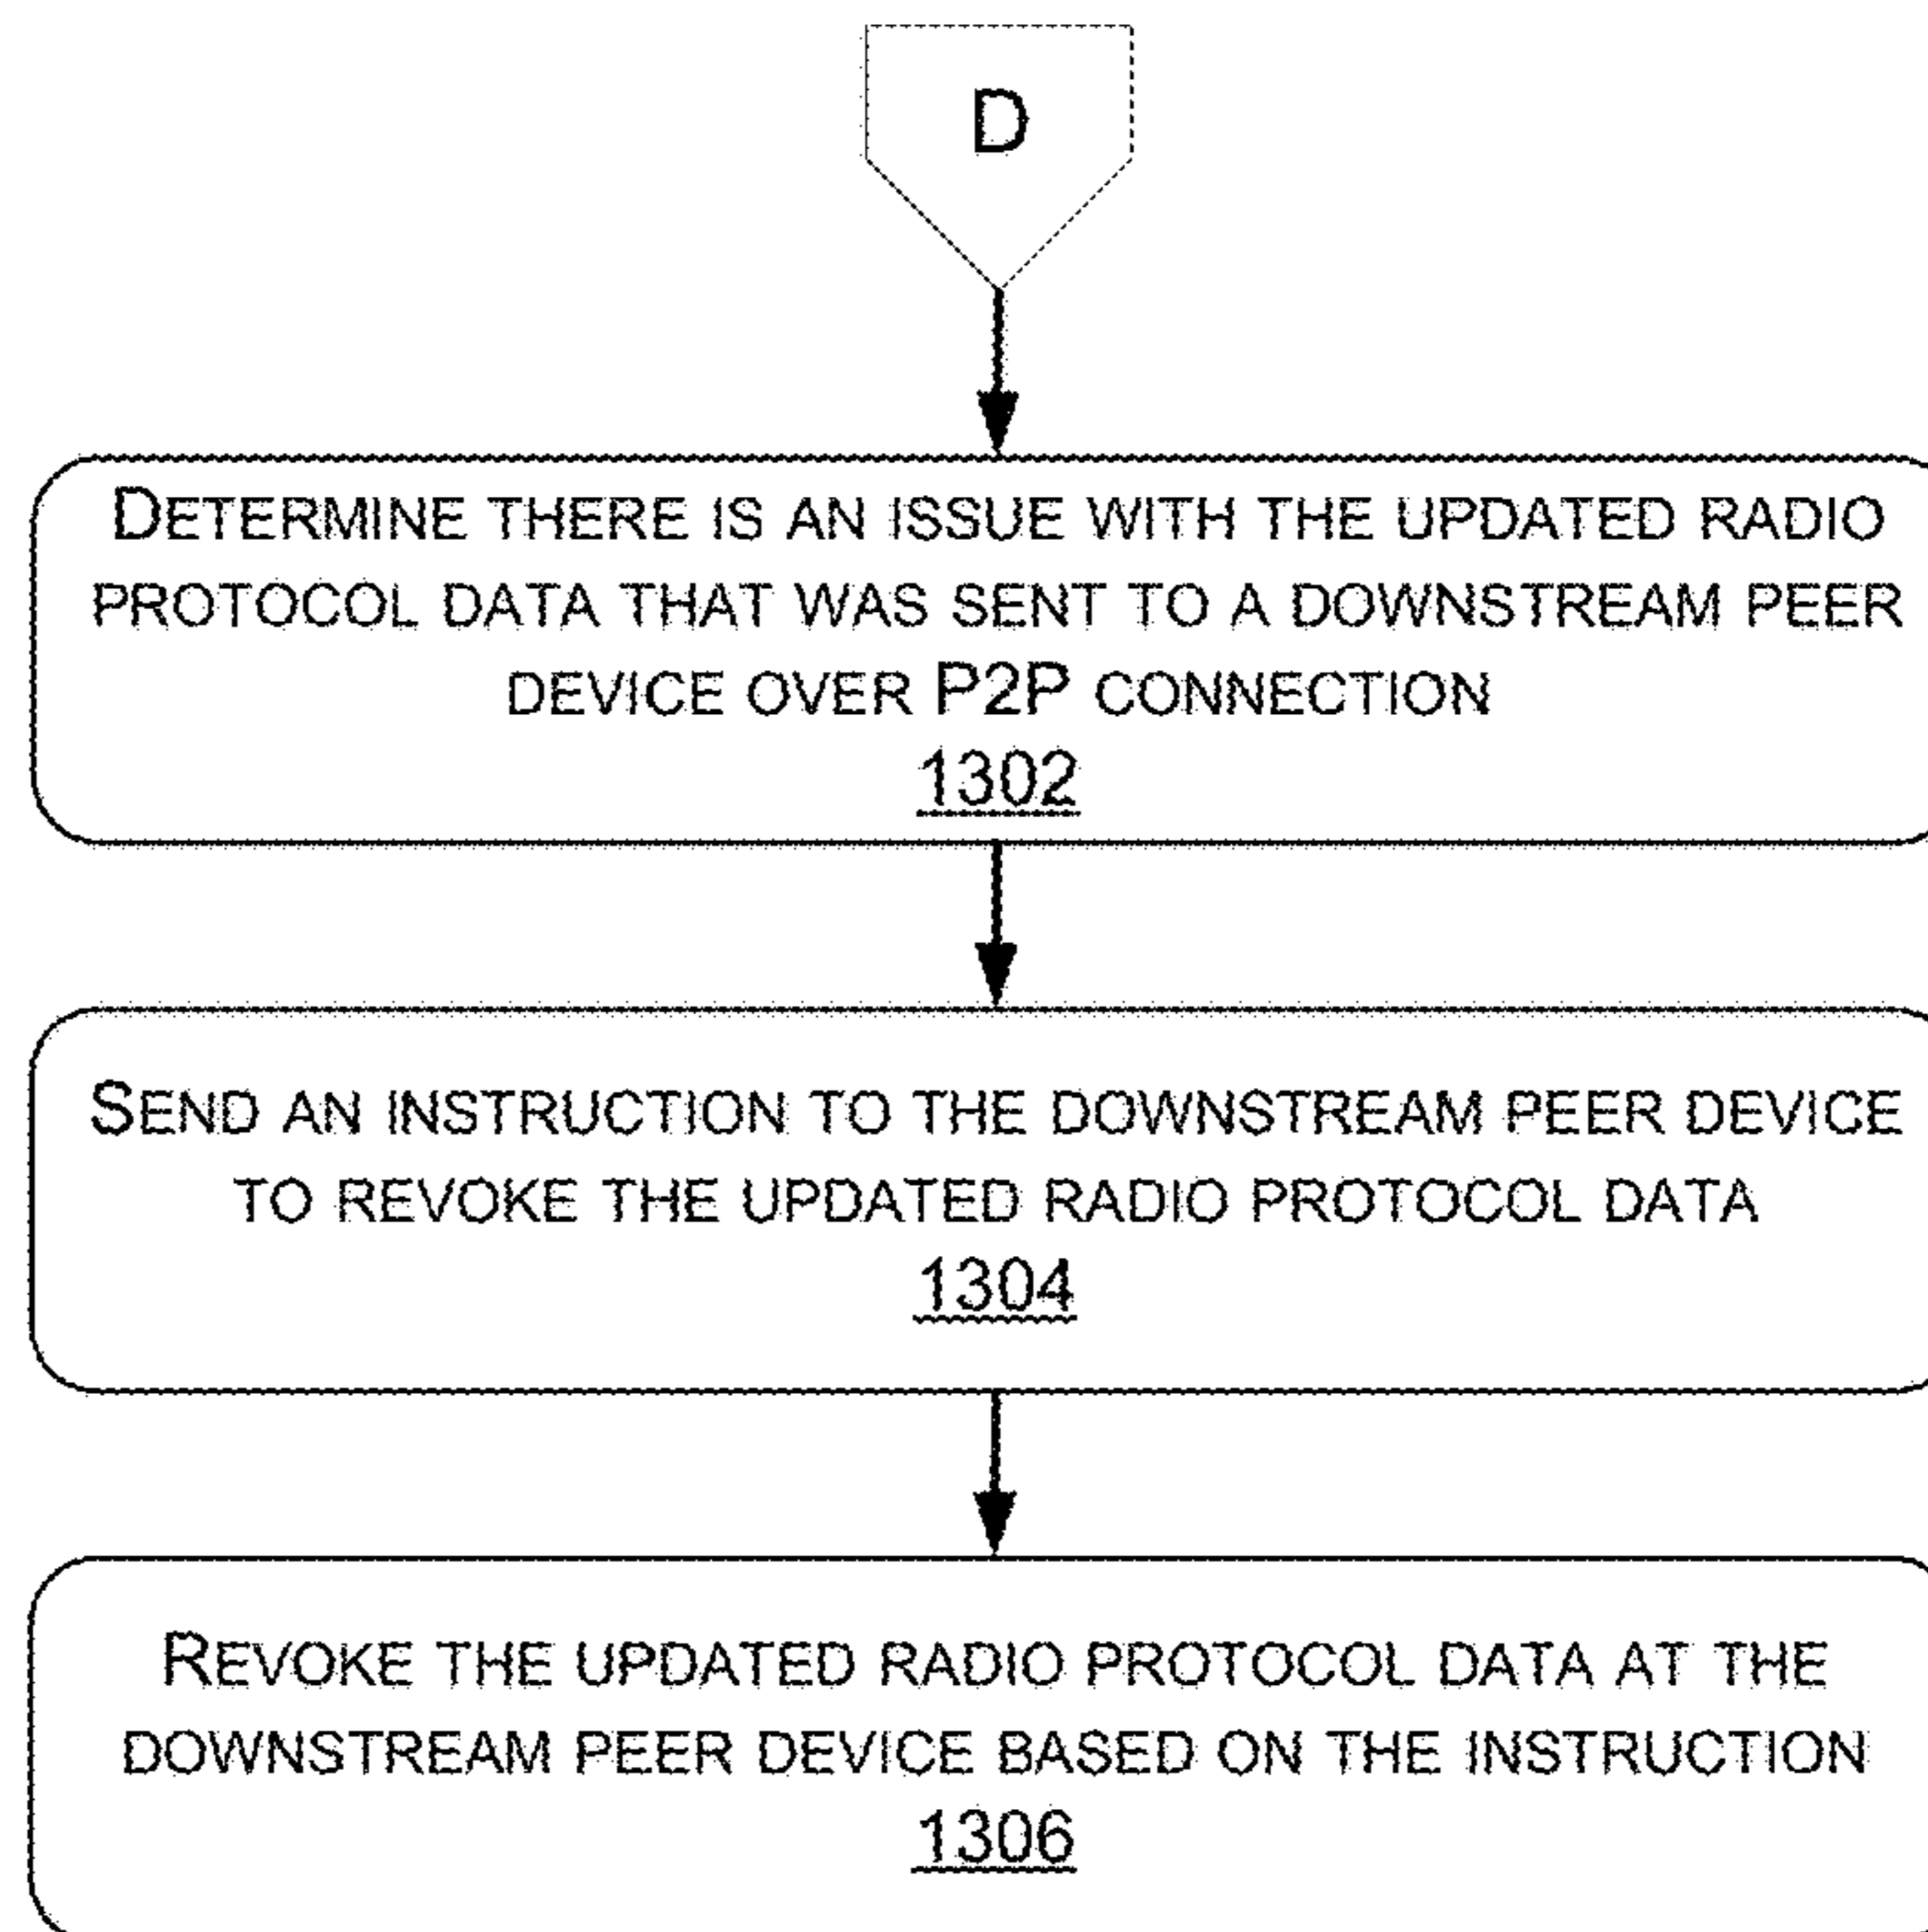 D
DETERMINE THERE IS AN ISSUE WITH THE UPDATED RADIO
PROTOCOL DATA THAT WAS SENT TO A DOWNSTREAM PEER
DEVICE OVER P2P CONNECTION
1302
SEND AN INSTRUCTION TO THE DOWNSTREAM PEER DEVICE
TO REVOKE THE UPDATED RADIO PROTOCOL DATA
1304
REVOKE THE UPDATED RADIO PROTOCOL DATA AT THE
DOWNSTREAM PEER DEVICE BASED ON THE INSTRUCTION
1306